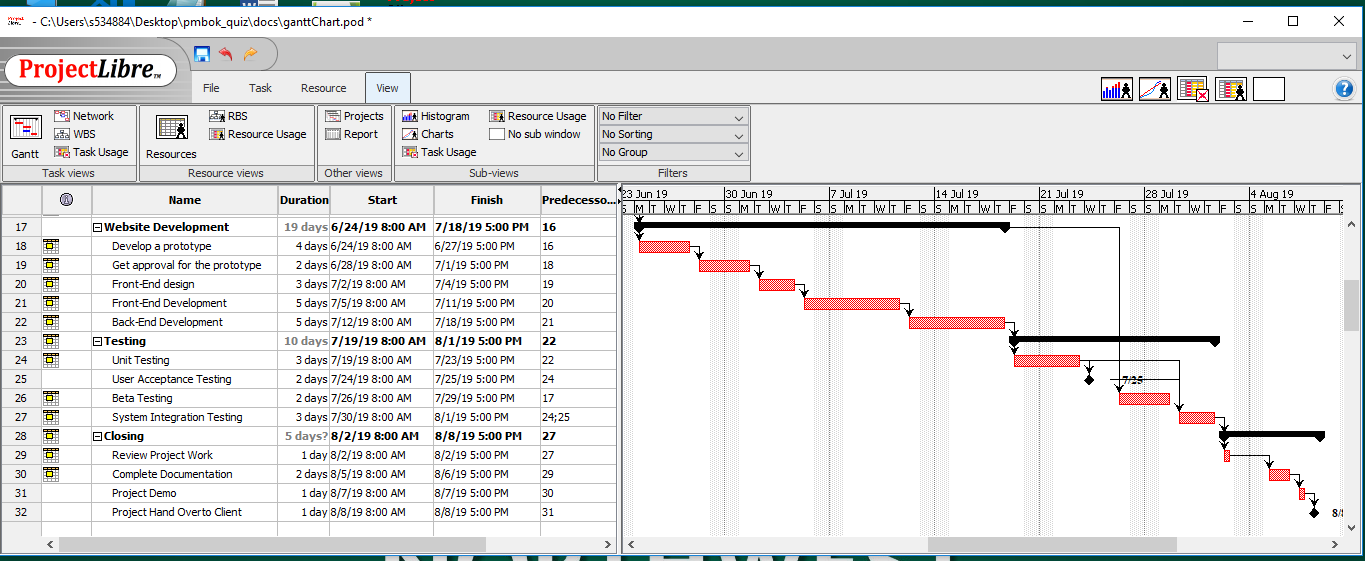 - C:\Users\s534884\Desktop\pmbok_quiz\docs\ganttChart.pod *
ProjectLibre TM
File Task Resource View
Gantt Network WBS Task Usage
Task views
Resources RBS Resource Usage
Resource views
Projects Report
Other views
Histogram Charts Task Usage Resource Usage No sub window
Sub-views
No Filter
No Sorting
No Group
Filters
Name Duration Start Finish Predecesso...
17 Website Development 19 days 6/24/19 8:00 AM 7/18/19 5:00 PM 16
18 Develop a prototype 4 days 6/24/19 8:00 AM 6/27/19 5:00 PM 16
19 Get approval for the prototype 2 days 6/28/19 8:00 AM 7/1/19 5:00 PM 18
20 Front-End design 3 days 7/2/19 8:00 AM 7/4/19 5:00 PM 19
21 Front-End Development 5 days 7/5/19 8:00 AM 7/11/19 5:00 PM 20
22 Back-End Development 5 days 7/12/19 8:00 AM 7/18/19 5:00 PM 21
23 Testing 10 days 7/19/19 8:00 AM 8/1/19 5:00 PM 22
24 Unit Testing 3 days 7/19/19 8:00 AM 7/23/19 5:00 PM 22
25 User Acceptance Testing 2 days 7/24/19 8:00 AM 7/25/19 5:00 PM 24
26 Beta Testing 2 days 7/26/19 8:00 AM 7/29/19 5:00 PM 17
27 System Integration Testing 3 days 7/30/19 8:00 AM 8/1/19 5:00 PM 24;25
28 Closing 5 days? 8/2/19 8:00 AM 8/8/19 5:00 PM 27
29 Review Project Work 1 day 8/2/19 8:00 AM 8/2/19 5:00 PM 27
30 Complete Documentation 2 days 8/5/19 8:00 AM 8/6/19 5:00 PM 29
31 Project Demo 1 day 8/7/19 8:00 AM 8/7/19 5:00 PM 30
32 Project Hand Overto Client 1 day 8/8/19 8:00 AM 8/8/19 5:00 PM 31
23 Jun 19 30 Jun 19 7 Jul 19 14 Jul 19 21 Jul 19 28 Jul 19 4 Aug 19
S M T W T F S S M T W T F S S M T W T F S S M T W T F S S M T W T F S S M T W T F S S M T W T F S
7/25